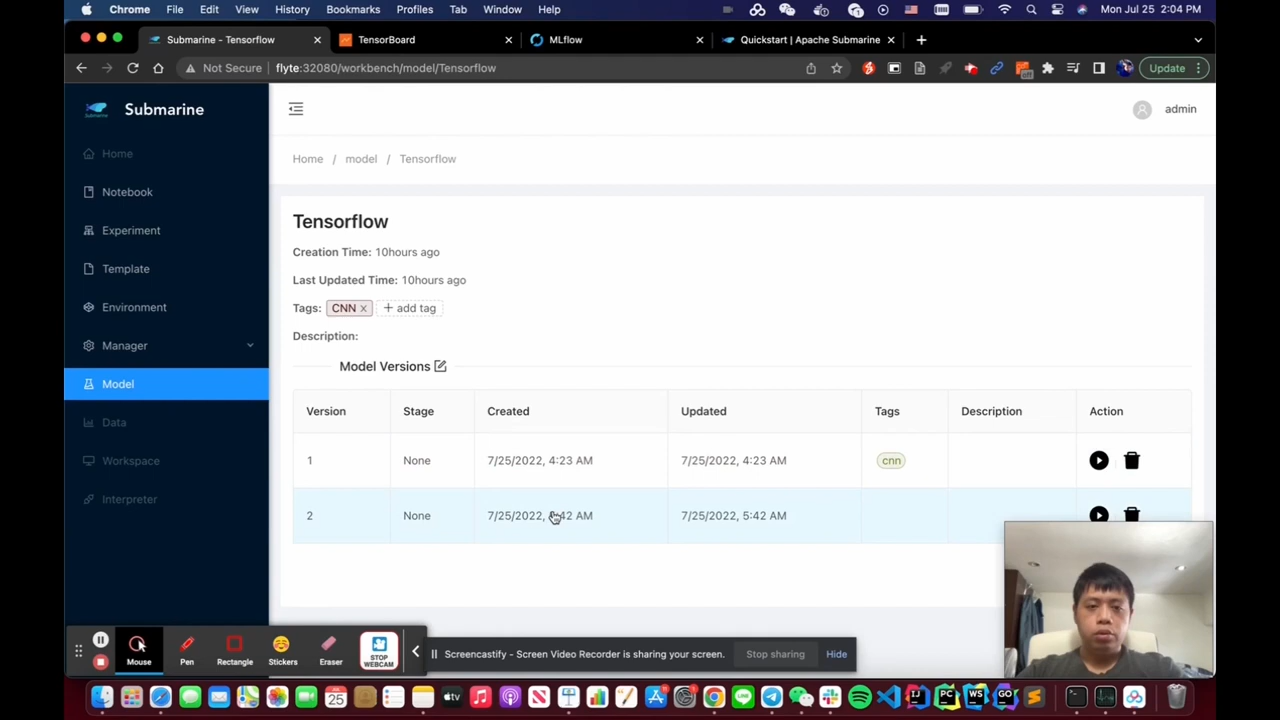 Chrome File Edit View History Bookmarks Profiles Tab Window Help Mon Jul 25 2:04 PM
Submarine - Tensorflow TensorBoard MLflow Quickstart | Apache Submarine
Not Secure flyte:32080/workbench/model/Tensorflow Update
Submarine admin
Home
Notebook
Experiment
Template
Environment
Manager
Model
Data
Workspace
Interpreter
Home / model / Tensorflow
Tensorflow
Creation Time: 10hours ago
Last Updated Time: 10hours ago
Tags: CNN x + add tag
Description:
Model Versions
Version Stage Created Updated Tags Description Action
1 None 7/25/2022, 4:23 AM 7/25/2022, 4:23 AM cnn
2 None 7/25/2022, 5:42 AM 7/25/2022, 5:42 AM
Mouse Pen Rectangle Stickers Eraser STOP WEBCAM
Screencastify - Screen Video Recorder is sharing your screen. Stop sharing Hide